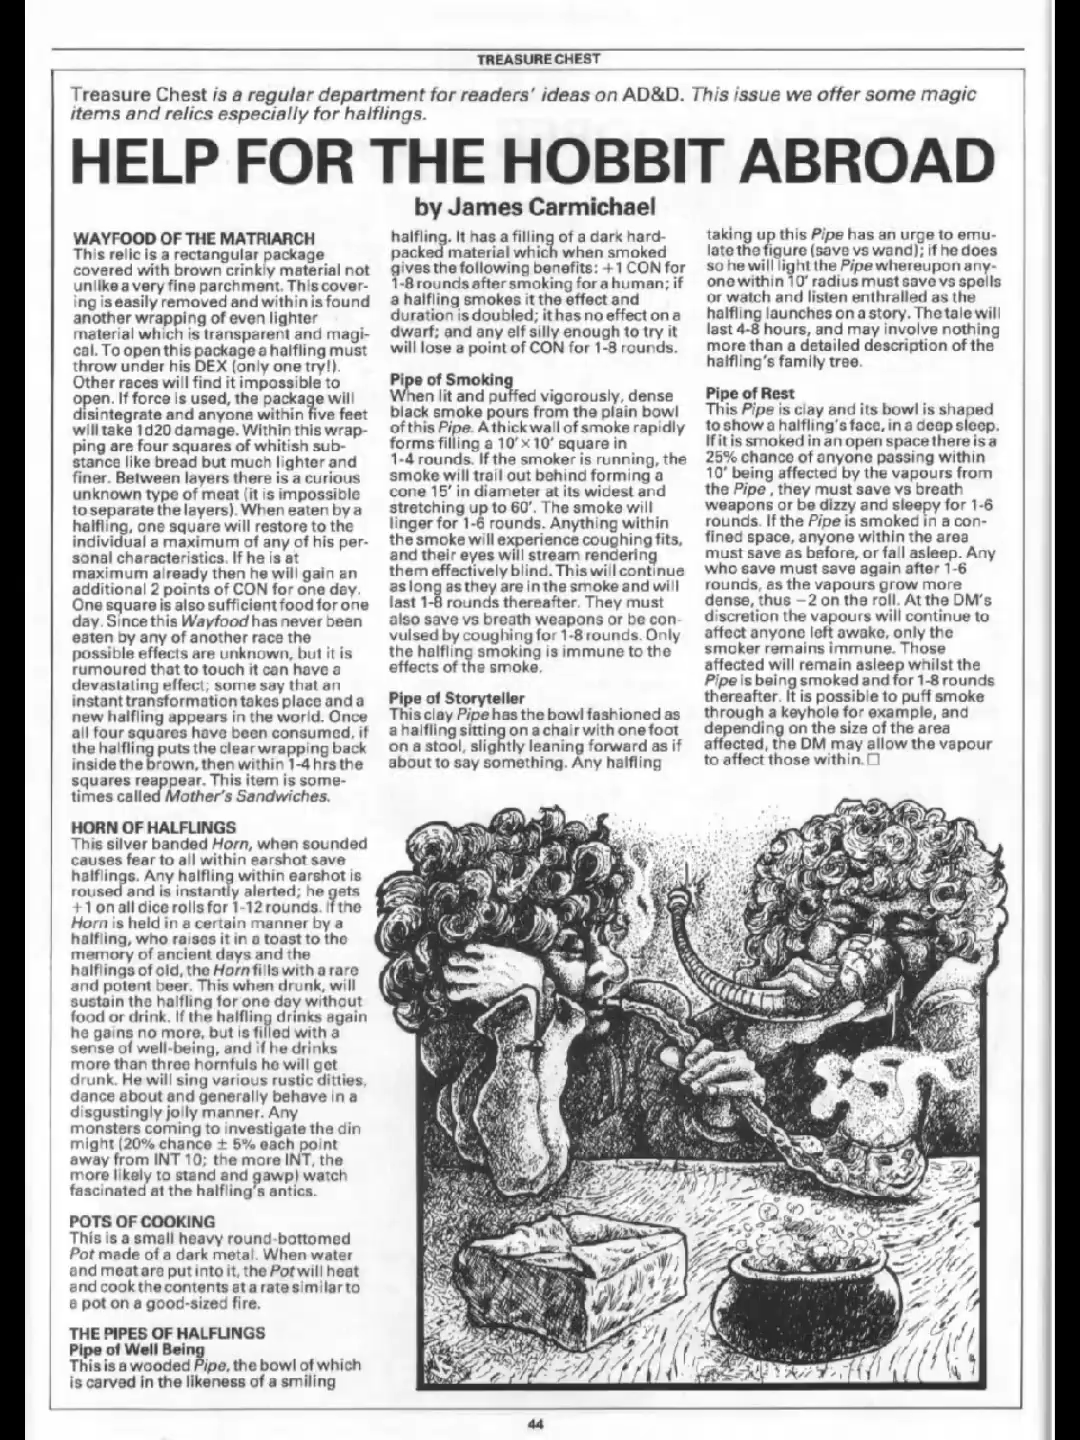 TREASURE CHEST
Treasure Chest is a regular department for readers' ideas on AD&D. This issue we offer some magic
items and relics especially for halflings.
HELP FOR THE HOBBIT ABROAD
by James Carmichael
WAYFOOD OF THE MATRIARCH
This relic is a rectangular package
covered with brown crinkly material not
unlike a very fine parchment. This cover-
ing is easily removed and within is found
another wrapping of even lighter
material which is transparent and magi-
cal. To open this package a halfling must
throw under his DEX (only one try!).
Other races will find it impossible to
open. If force is used, the package will
disintegrate and anyone within five feet
will take 1d20 damage. Within this wrap-
ping are four squares of whitish sub-
stance like bread but much lighter and
finer. Between layers there is a curious
unknown type of meat (it is impossible
to separate the layers). When eaten by a
halfling, one square will restore to the
individual a maximum of any of his per-
sonal characteristics. If he is at
maximum already then he will gain an
additional 2 points of CON for one day.
One square is also sufficient food for one
day. Since this Wayfood has never been
eaten by any of another race the
possible effects are unknown, but it is
rumoured that to touch it can have a
devastating effect; some say that an
instant transformation takes place and a
new halfling appears in the world. Once
all four squares have been consumed, if
the halfling puts the clear wrapping back
inside the brown, then within 1-4 hrs the
squares reappear. This item is some-
times called Mother's Sandwiches.
HORN OF HALFLINGS
This silver banded Horn, when sounded
causes fear to all within earshot save
halflings. Any halfling within earshot is
roused and is instantly alerted; he gets
+1 on all dice rolls for 1-12 rounds. If the
Horn is held in a certain manner by a
halfling, who raises it in a toast to the
memory of ancient days and the
halflings of old, the Horn fills with a rare
and potent beer. This when drunk, will
sustain the halfling for one day without
food or drink. If the halfling drinks again
he gains no more, but is filled with a
sense of well-being, and if he drinks
more than three hornfuls he will get
drunk. He will sing various rustic ditties,
dance about and generally behave in a
disgustingly jolly manner. Any
monsters coming to investigate the din
might (20% chance ± 5% each point
away from INT 10; the more INT, the
more likely to stand and gawp) watch
fascinated at the halfling's antics.
POTS OF COOKING
This is a small heavy round-bottomed
Pot made of a dark metal. When water
and meat are put into it, the Pot will heat
and cook the contents at a rate similar to
a pot on a good-sized fire.
THE PIPES OF HALFLINGS
Pipe of Well Being
This is a wooded Pipe, the bowl of which
is carved in the likeness of a smiling
halfling. It has a filling of a dark hard-
packed material which when smoked
gives the following benefits: +1 CON for
1-8 rounds after smoking for a human; if
a halfling smokes it the effect and
duration is doubled; it has no effect on a
dwarf; and any elf silly enough to try it
will lose a point of CON for 1-8 rounds.
Pipe of Smoking
When lit and puffed vigorously, dense
black smoke pours from the plain bowl
of this Pipe. A thick wall of smoke rapidly
forms filling a 10'×10' square in
1-4 rounds. If the smoker is running, the
smoke will trail out behind forming a
cone 15' in diameter at its widest and
stretching up to 60'. The smoke will
linger for 1-6 rounds. Anything within
the smoke will experience coughing fits,
and their eyes will stream rendering
them effectively blind. This will continue
as long as they are in the smoke and will
last 1-8 rounds thereafter. They must
also save vs breath weapons or be con-
vulsed by coughing for 1-8 rounds. Only
the halfling smoking is immune to the
effects of the smoke.
Pipe of Storyteller
This clay Pipe has the bowl fashioned as
a halfling sitting on a chair with one foot
on a stool, slightly leaning forward as if
about to say something. Any halfling
taking up this Pipe has an urge to emu-
late the figure (save vs wand); if he does
so he will light the Pipe whereupon any-
one within 10' radius must save vs spells
or watch and listen enthralled as the
halfling launches on a story. The tale will
last 4-8 hours, and may involve nothing
more than a detailed description of the
halfling's family tree.
Pipe of Rest
This Pipe is clay and its bowl is shaped
to show a halfling's face, in a deep sleep.
If it is smoked in an open space there is a
25% chance of anyone passing within
10' being affected by the vapours from
the Pipe , they must save vs breath
weapons or be dizzy and sleepy for 1-6
rounds. If the Pipe is smoked in a con-
fined space, anyone within the area
must save as before, or fall asleep. Any
who save must save again after 1-6
rounds, as the vapours grow more
dense, thus −2 on the roll. At the DM's
discretion the vapours will continue to
affect anyone left awake, only the
smoker remains immune. Those
affected will remain asleep whilst the
Pipe is being smoked and for 1-8 rounds
thereafter. It is possible to puff smoke
through a keyhole for example, and
depending on the size of the area
affected, the DM may allow the vapour
to affect those within. □
44